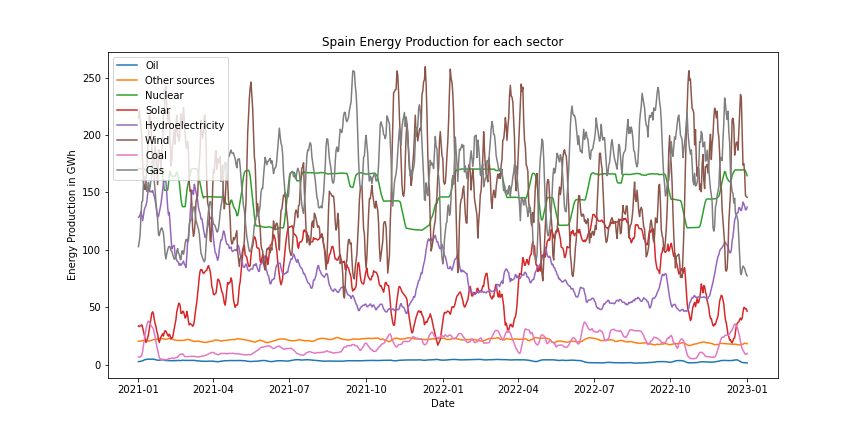 Spain Energy Production for each sector
Energy Production in GWh
250
200
150
100
50
0
Oil
Other sources
Nuclear
Solar
Hydroelectricity
Wind
Coal
Gas
2021-01
2021-04
2021-07
2021-10
2022-01
2022-04
2022-07
2022-10
2023-01
Date